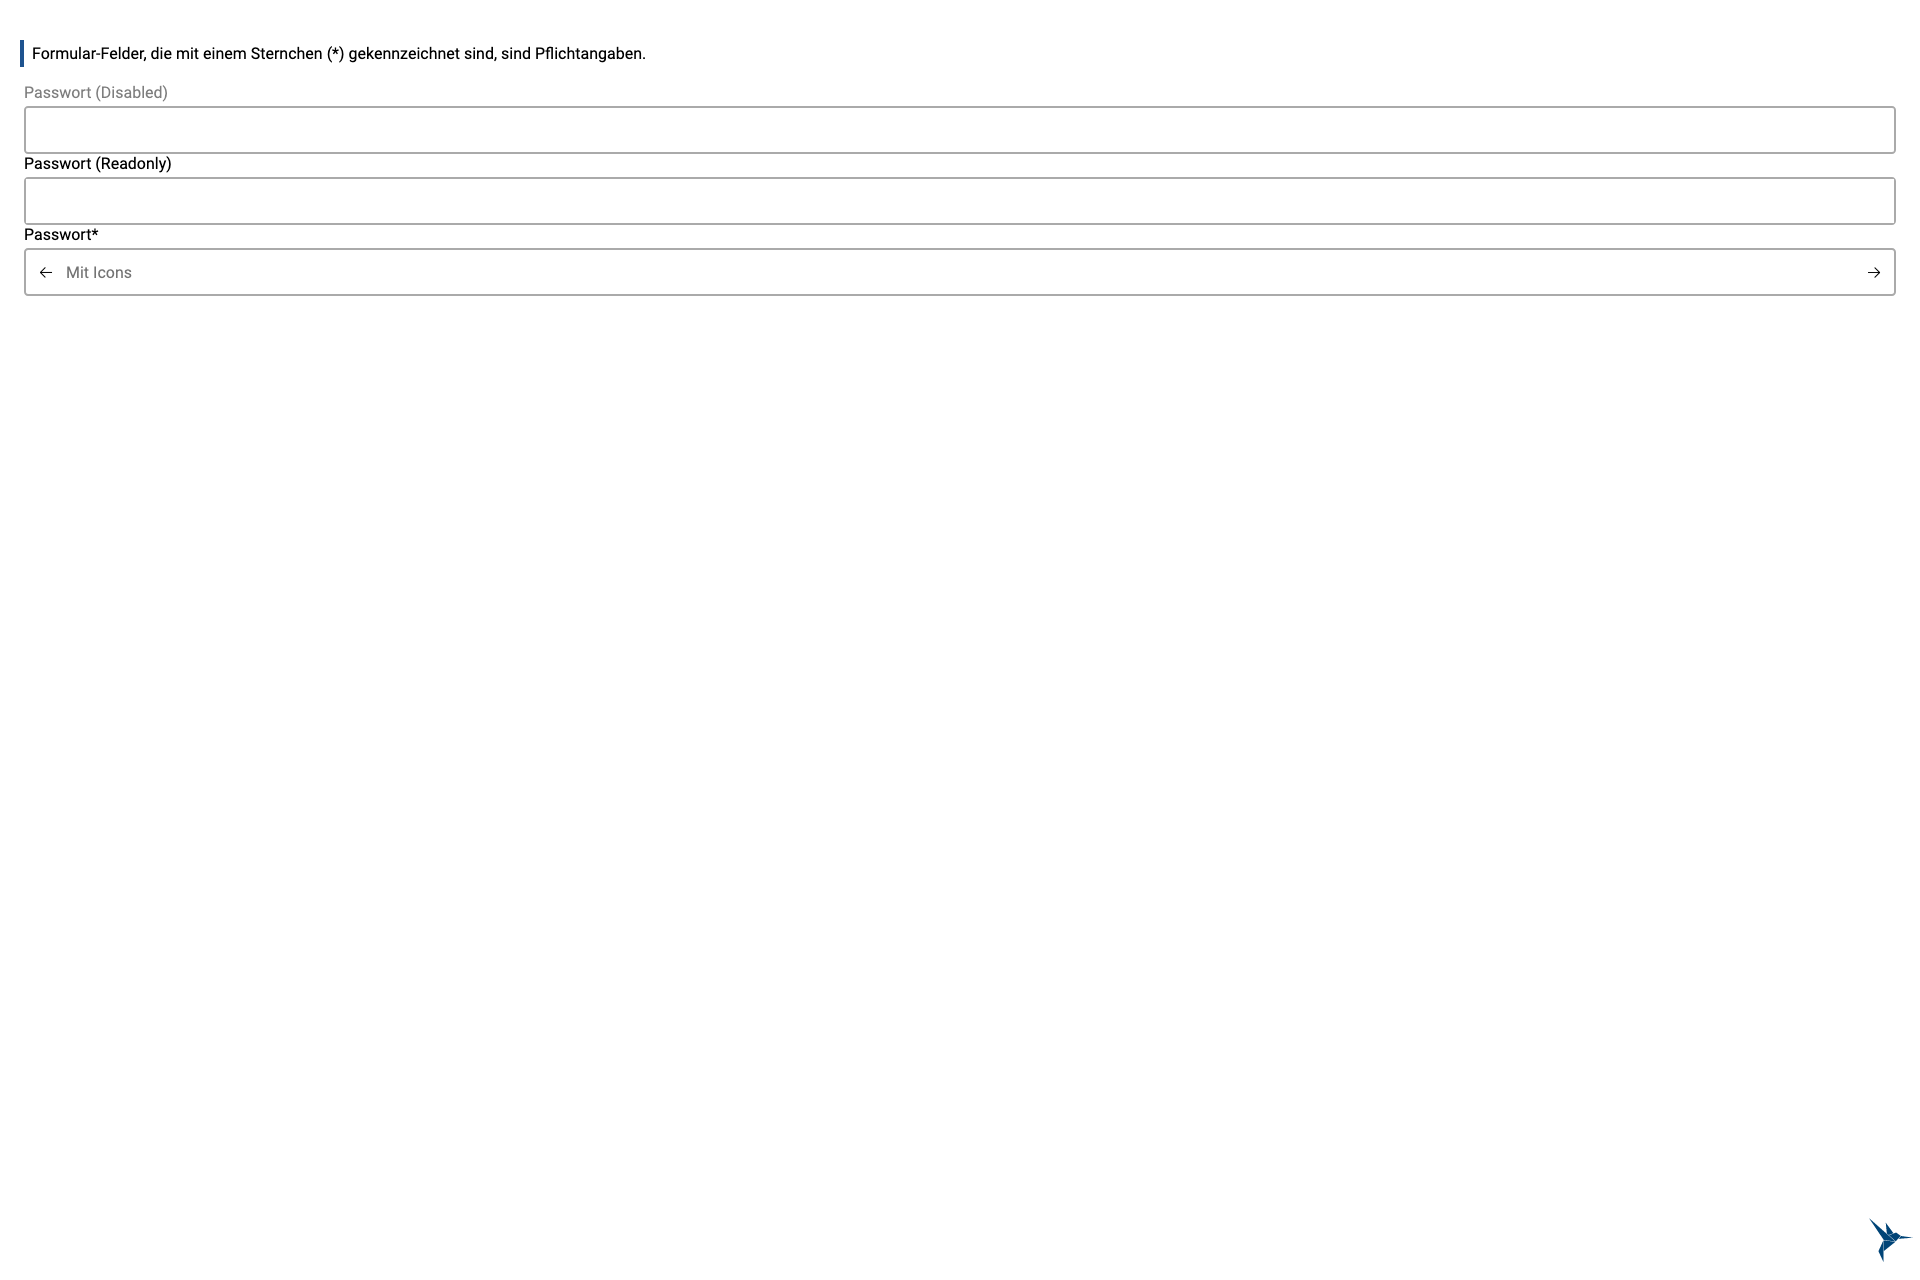 Formular-Felder, die mit einem Sternchen (*) gekennzeichnet sind, sind Pflichtangaben.
Passwort (Disabled)
Passwort (Readonly)
Passwort*
Mit Icons